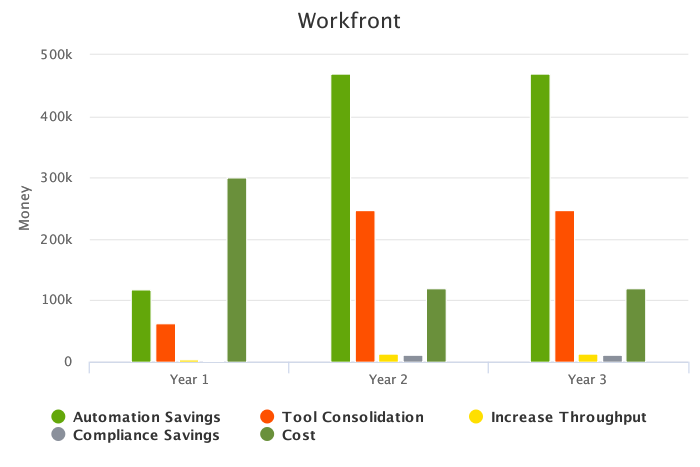 Workfront
500k
400k
300k
200k
100k
0
Money
Year 1 Year 2 Year 3
Automation Savings Tool Consolidation Increase Throughput
Compliance Savings Cost